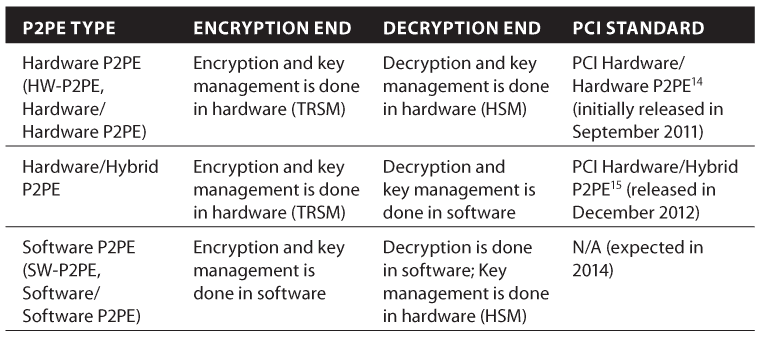 P2PE TYPE ENCRYPTION END DECRYPTION END PCI STANDARD
Hardware P2PE Encryption and key Decryption and key PCI Hardware/
(HW-P2PE, management is done management is done Hardware P2PE14
Hardware/ in hardware (TRSM) in hardware (HSM) (initially released in
Hardware P2PE) September 2011)
Hardware/Hybrid Encryption and key Decryption and PCI Hardware/Hybrid
P2PE management is done key management is P2PE15 (released in
in hardware (TRSM) done in software December 2012)
Software P2PE Encryption and key Decryption is done N/A (expected in
(SW-P2PE, management is in software; Key 2014)
Software/ done in software management is done
Software P2PE) in hardware (HSM)